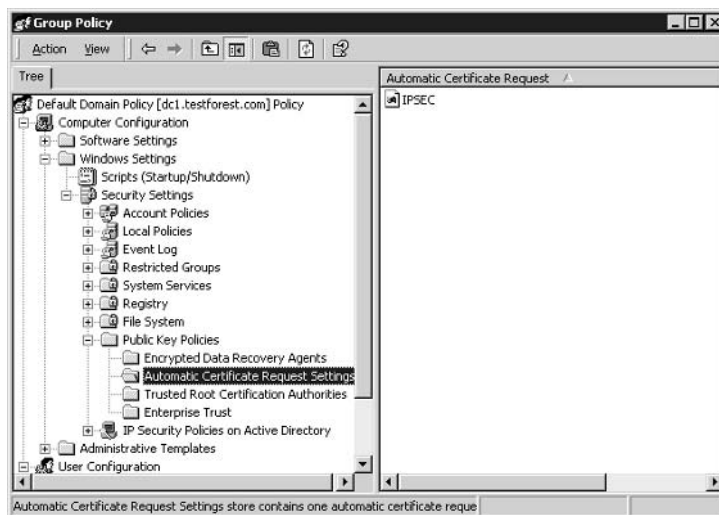 Group Policy
Action View
Tree
Automatic Certificate Request
Default Domain Policy [dc1.testforest.com] Policy
IPSEC
Computer Configuration
Software Settings
Windows Settings
Scripts (Startup/Shutdown)
Security Settings
Account Policies
Local Policies
Event Log
Restricted Groups
System Services
Registry
File System
Public Key Policies
Encrypted Data Recovery Agents
Automatic Certificate Request Settings
Trusted Root Certification Authorities
Enterprise Trust
IP Security Policies on Active Directory
Administrative Templates
User Configuration
Automatic Certificate Request Settings store contains one automatic certificate reque